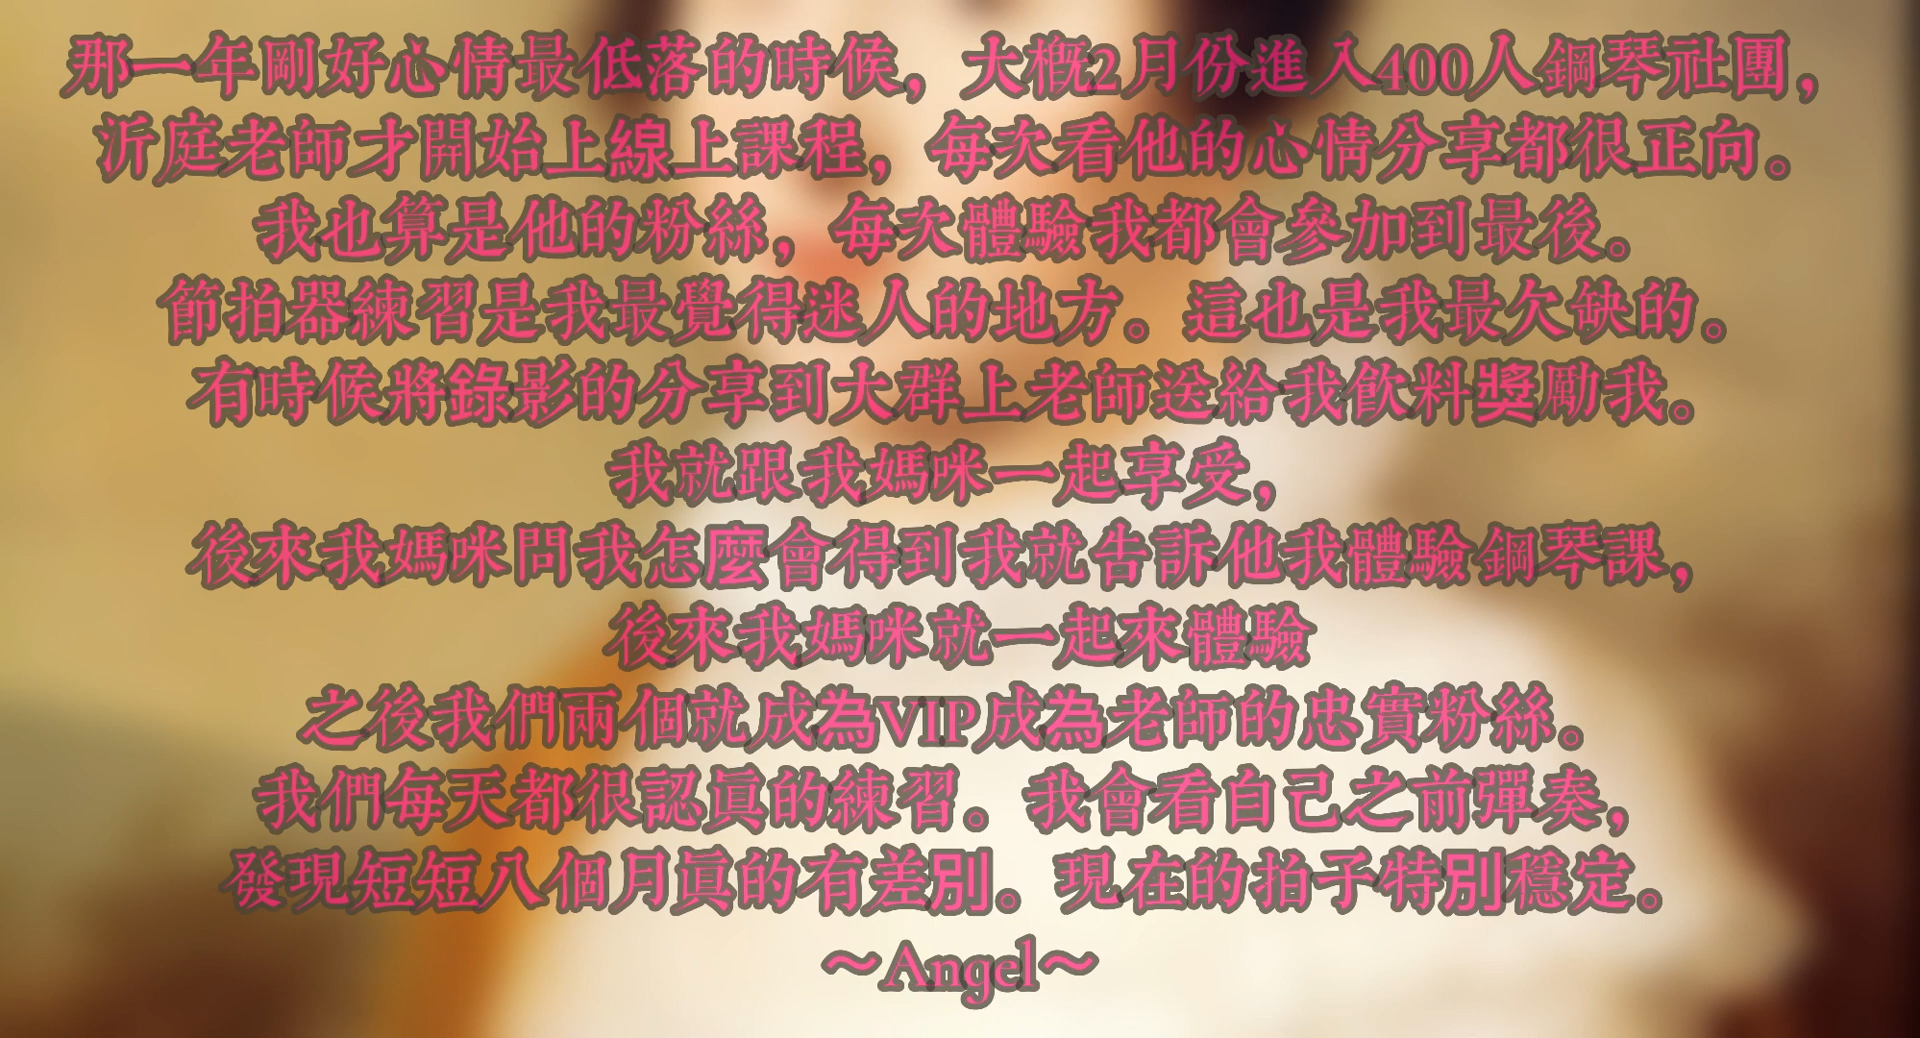 那一年剛好心情最低落的時候，大概2月份進入400人鋼琴社團，
沂庭老師才開始上線上課程，每次看他的心情分享都很正向。
我也算是他的粉絲，每次體驗我都會參加到最後。
節拍器練習是我最覺得迷人的地方。這也是我最欠缺的。
有時候將錄影的分享到大群上老師送給我飲料獎勵我。
我就跟我媽咪一起享受，
後來我媽咪問我怎麼會得到我就告訴他我體驗鋼琴課，
後來我媽咪就一起來體驗
之後我們兩個就成為VIP成為老師的忠實粉絲。
我們每天都很認真的練習。我會看自己之前彈奏，
發現短短八個月真的有差別。現在的拍子特別穩定。
～Angel～